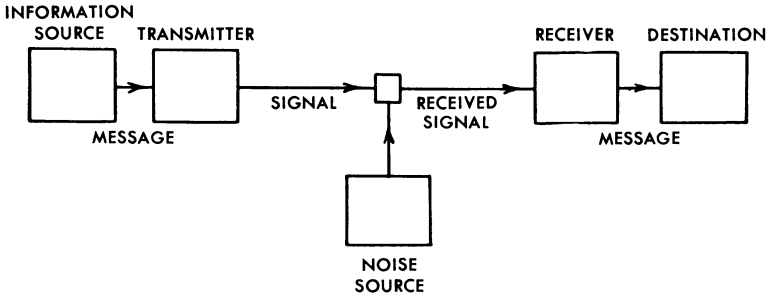 INFORMATION
SOURCE
TRANSMITTER
RECEIVER
DESTINATION
SIGNAL
RECEIVED
SIGNAL
MESSAGE
MESSAGE
NOISE
SOURCE